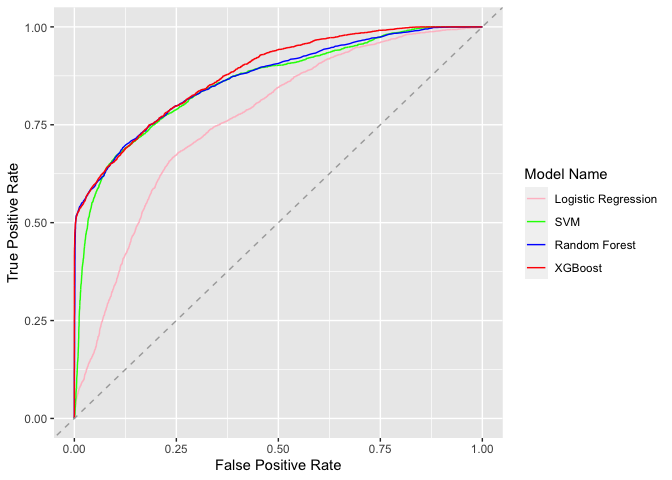 1.00
0.75
0.50
0.25
0.00
True Positive Rate
0.00 0.25 0.50 0.75 1.00
False Positive Rate
Model Name
Logistic Regression
SVM
Random Forest
XGBoost